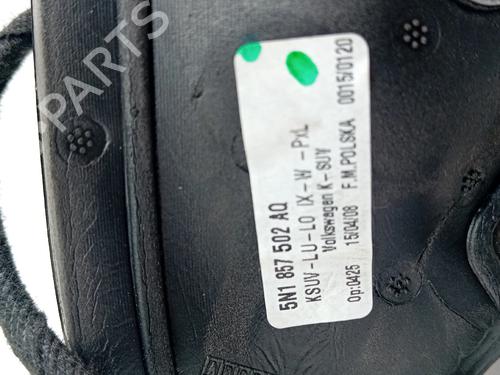 5N1 857 502 AQ
KSUV-LU-LO IX-W -PxL
Volkswagen K-SUV
Op:0425 15/04/08 F.M.POLSKA 0015/0120
PARTS